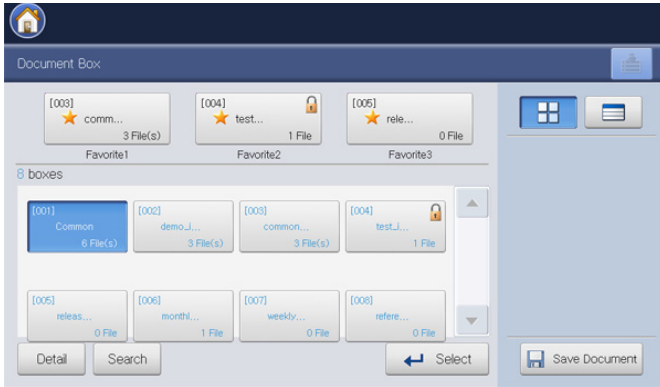 Document Box
[003] [004] [005]
comm... test... rele...
3 File(s) 1 File 0 File
Favorite1 Favorite2 Favorite3
8 boxes
[001] [002] [003] [004]
Common demo_i... common... test_i...
6 File(s) 3 File(s) 3 File(s) 1 File
[005] [006] [007] [008]
releas... monthl... weekly... refere...
0 File 1 File 0 File 0 File
Detail Search Select Save Document